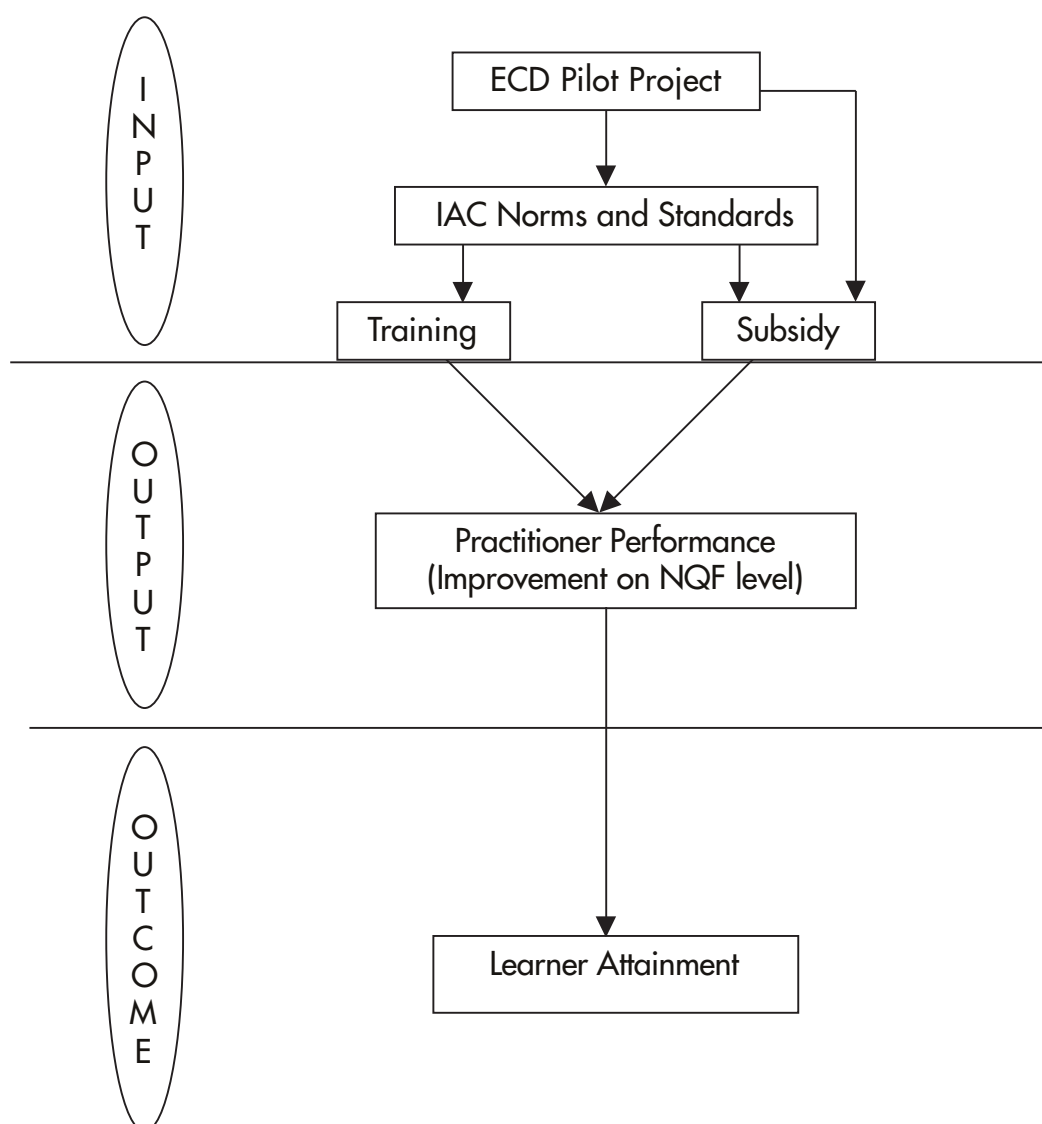 INPUT
ECD Pilot Project
IAC Norms and Standards
Training
Subsidy
OUTPUT
Practitioner Performance
(Improvement on NQF level)
OUTCOME
Learner Attainment